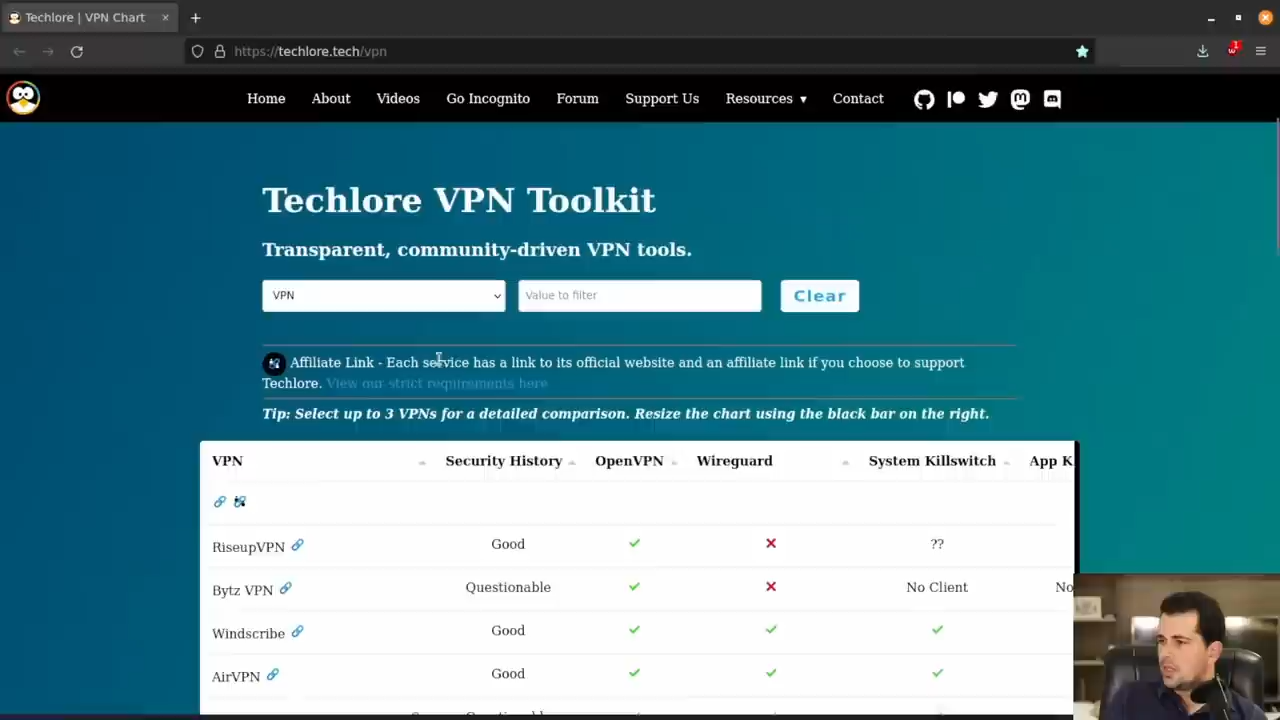 Techlore | VPN Chart
https://techlore.tech/vpn
1
Home About Videos Go Incognito Forum Support Us Resources ▾ Contact
Techlore VPN Toolkit
Transparent, community-driven VPN tools.
VPN Value to filter Clear
Affiliate Link - Each service has a link to its official website and an affiliate link if you choose to support
Techlore. View our strict requirements here
Tip: Select up to 3 VPNs for a detailed comparison. Resize the chart using the black bar on the right.
VPN Security History OpenVPN Wireguard System Killswitch App K
RiseupVPN Good ??
Bytz VPN Questionable No Client No
Windscribe Good
AirVPN Good